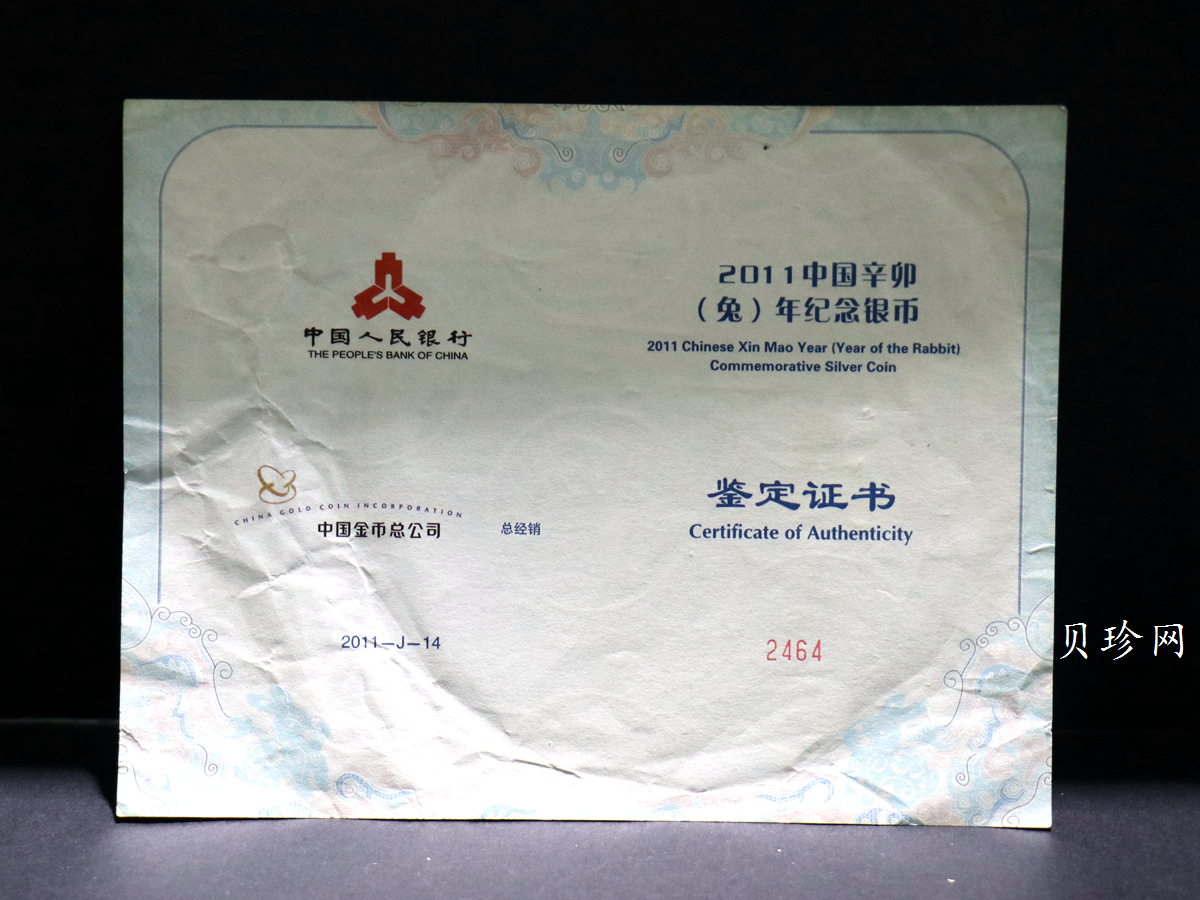 中国人民银行
THE PEOPLE'S BANK OF CHINA
2011中国辛卯
（兔）年纪念银币
2011 Chinese Xin Mao Year (Year of the Rabbit)
Commemorative Silver Coin
CHINA GOLD COIN INCORPORATION
中国金币总公司
总经销
鉴定证书
Certificate of Authenticity
2011—J—14
2464
贝珍网